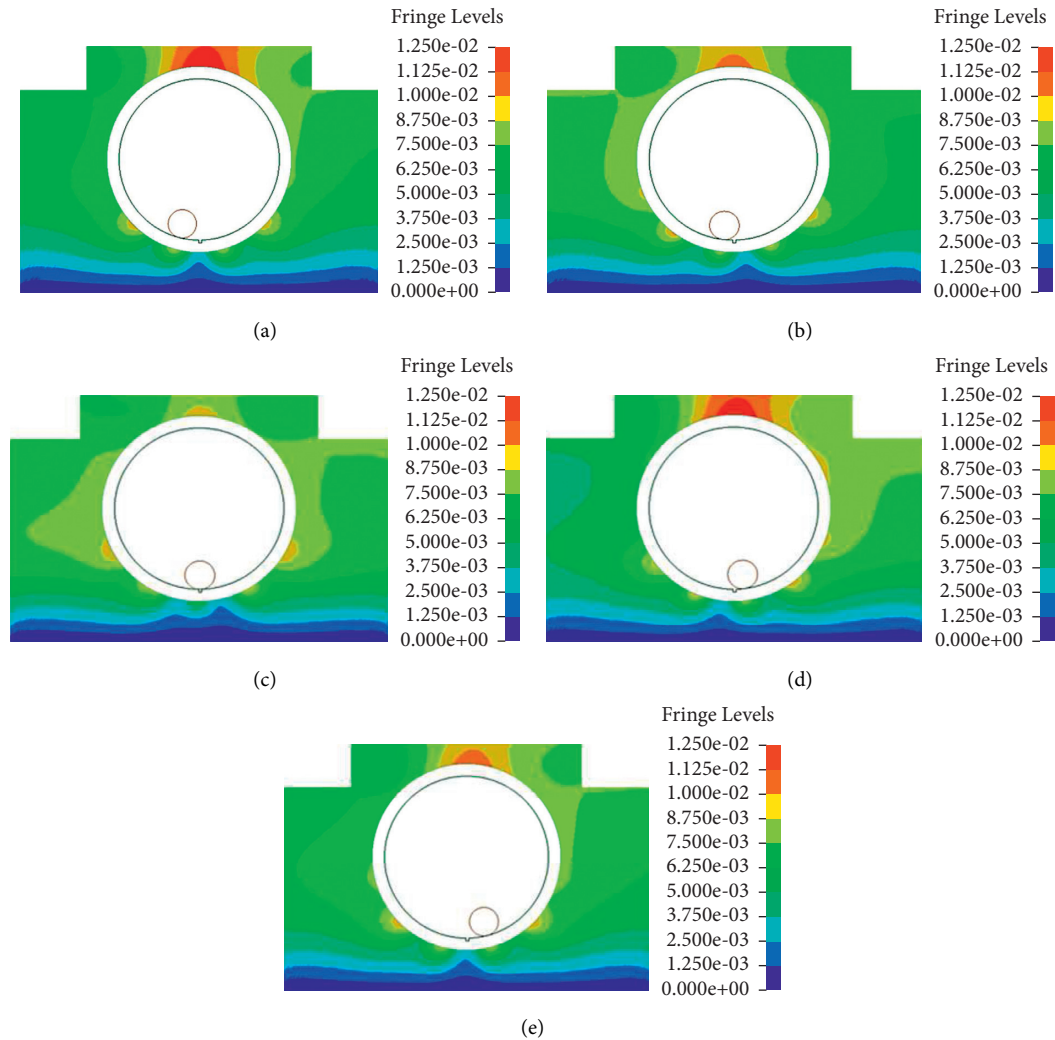 Fringe Levels
1.250e-02
1.125e-02
1.000e-02
8.750e-03
7.500e-03
6.250e-03
5.000e-03
3.750e-03
2.500e-03
1.250e-03
0.000e+00
(a)
Fringe Levels
1.250e-02
1.125e-02
1.000e-02
8.750e-03
7.500e-03
6.250e-03
5.000e-03
3.750e-03
2.500e-03
1.250e-03
0.000e+00
(b)
Fringe Levels
1.250e-02
1.125e-02
1.000e-02
8.750e-03
7.500e-03
6.250e-03
5.000e-03
3.750e-03
2.500e-03
1.250e-03
0.000e+00
(c)
Fringe Levels
1.250e-02
1.125e-02
1.000e-02
8.750e-03
7.500e-03
6.250e-03
5.000e-03
3.750e-03
2.500e-03
1.250e-03
0.000e+00
(d)
Fringe Levels
1.250e-02
1.125e-02
1.000e-02
8.750e-03
7.500e-03
6.250e-03
5.000e-03
3.750e-03
2.500e-03
1.250e-03
0.000e+00
(e)